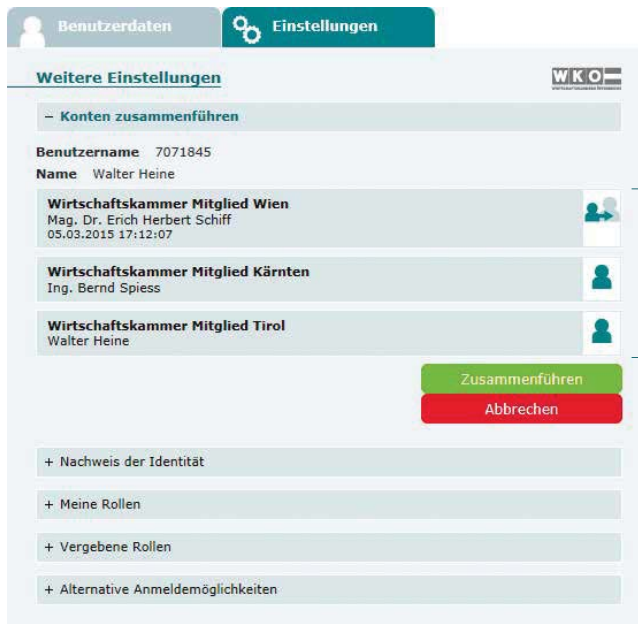 Benutzerdaten
Einstellungen
Weitere Einstellungen
WKO
– Konten zusammenführen
Benutzername 7071845
Name Walter Heine
Wirtschaftskammer Mitglied Wien
Mag. Dr. Erich Herbert Schiff
05.03.2015 17:12:07
Wirtschaftskammer Mitglied Kärnten
Ing. Bernd Spiess
Wirtschaftskammer Mitglied Tirol
Walter Heine
Zusammenführen
Abbrechen
+ Nachweis der Identität
+ Meine Rollen
+ Vergebene Rollen
+ Alternative Anmeldemöglichkeiten